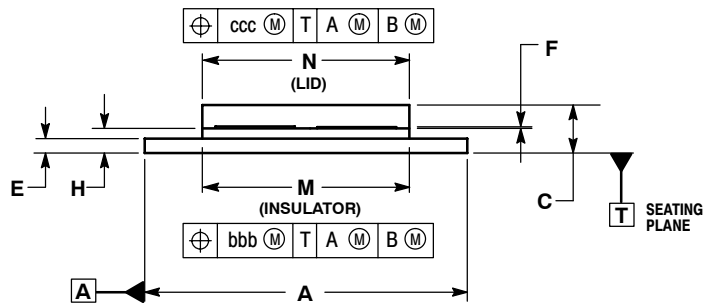 ⌖ ccc Ⓜ T A Ⓜ B Ⓜ
N
(LID)
F
E
H
M
(INSULATOR)
C
T SEATING
PLANE
⌖ bbb Ⓜ T A Ⓜ B Ⓜ
A
A